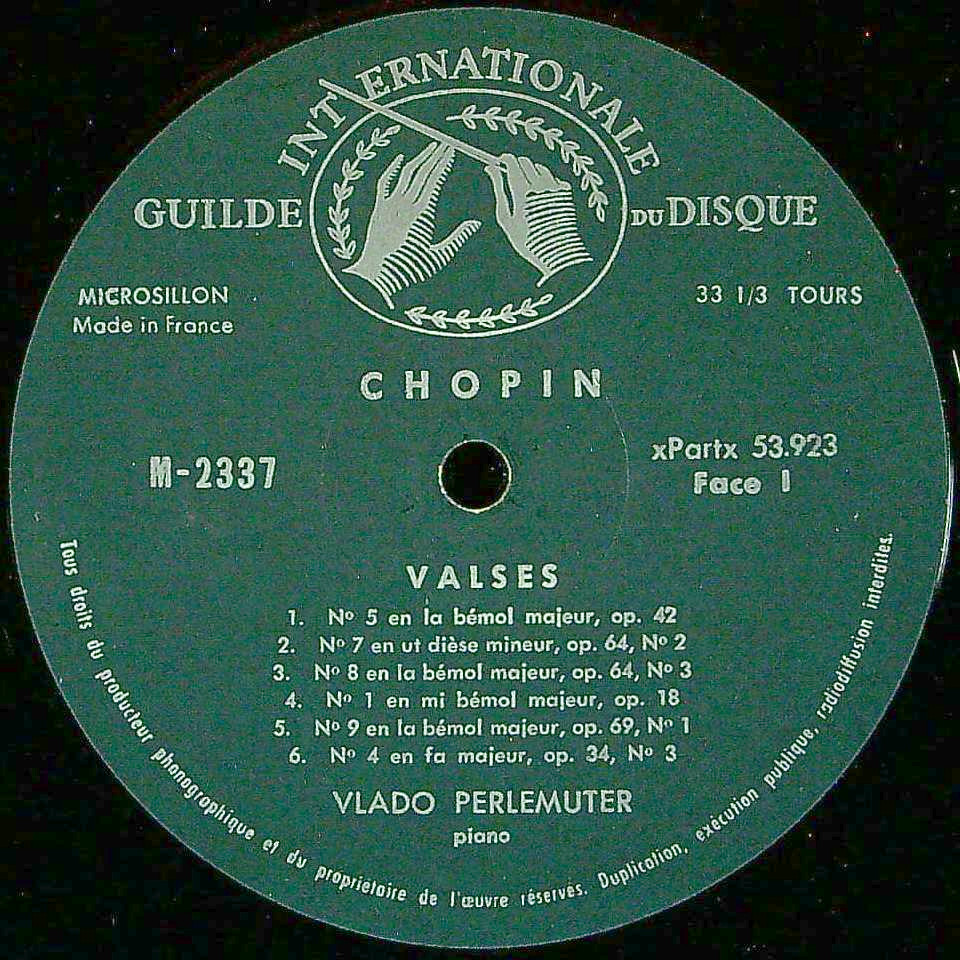 INTERNATIONALE
GUILDE DU DISQUE
MICROSILLON
Made in France
33 1/3 TOURS
CHOPIN
M-2337
xPartx 53.923
Face I
VALSES
1. Nº 5 en la bémol majeur, op. 42
2. Nº 7 en ut dièse mineur, op. 64, Nº 2
3. Nº 8 en la bémol majeur, op. 64, Nº 3
4. Nº 1 en mi bémol majeur, op. 18
5. Nº 9 en la bémol majeur, op. 69, Nº 1
6. Nº 4 en fa majeur, op. 34, Nº 3
VLADO PERLEMUTER
piano
Tous droits du producteur phonographique et du propriétaire de l'œuvre réservés. Duplication, exécution publique, radiodiffusion interdites.